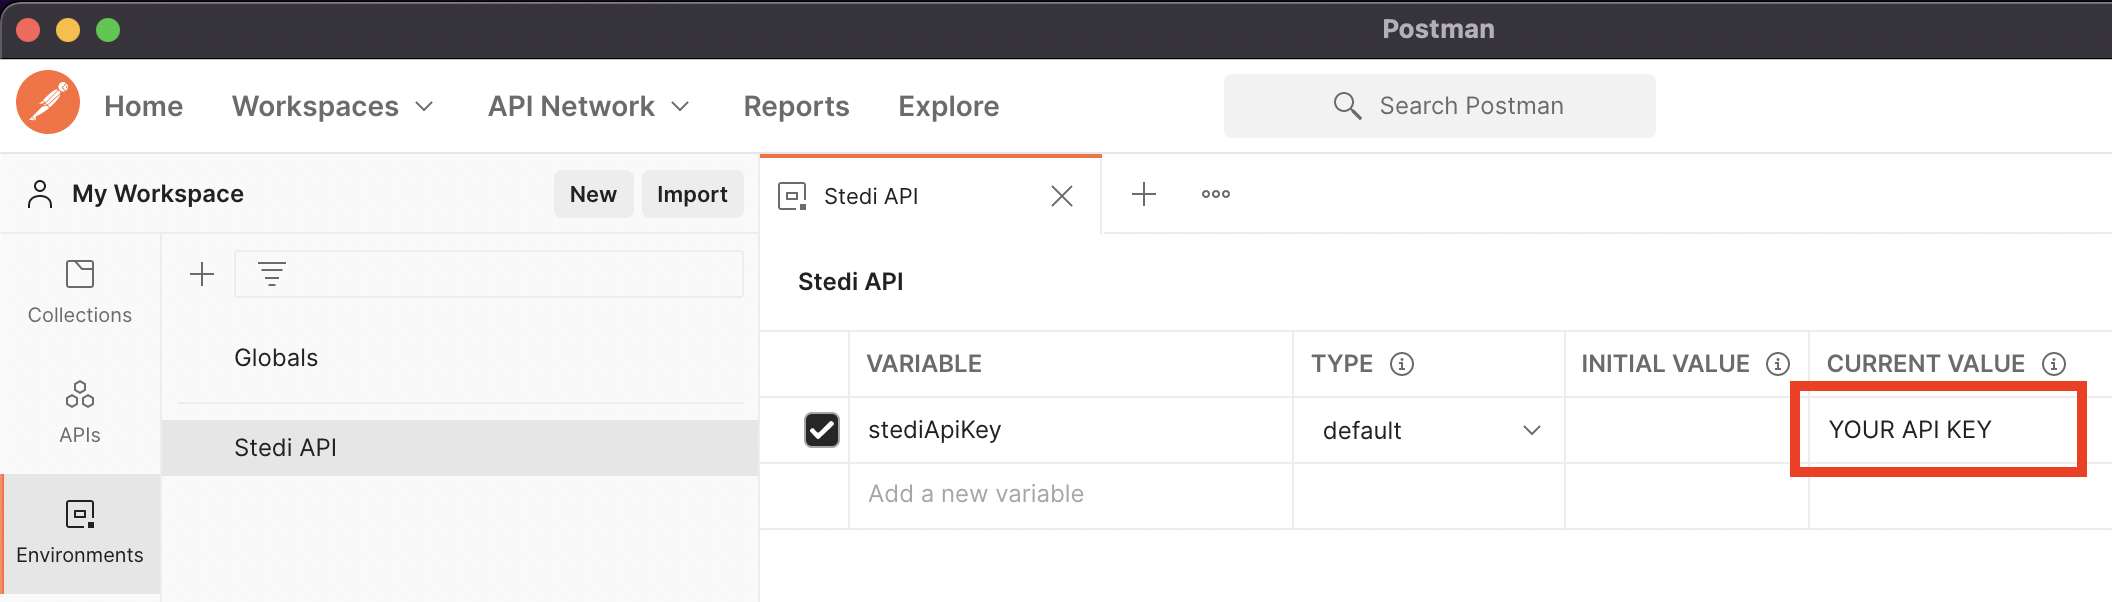 Postman
Home Workspaces API Network Reports Explore Search Postman
My Workspace New Import Stedi API
Collections
APIs
Environments
Globals
Stedi API
Stedi API
VARIABLE TYPE INITIAL VALUE CURRENT VALUE
stediApiKey default YOUR API KEY
Add a new variable